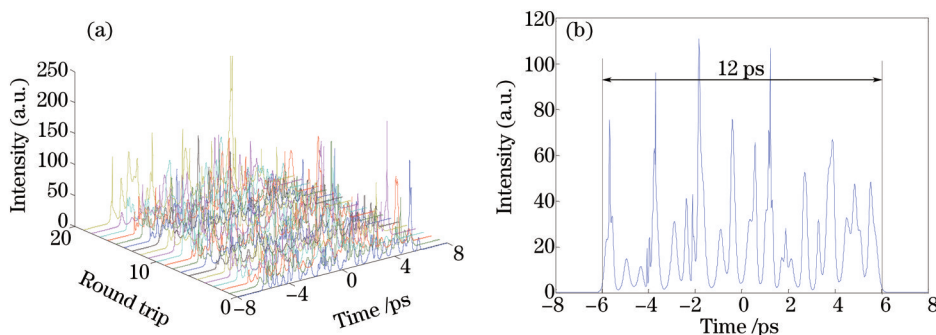 (a)
250
200
150
100
50
0
Intensity (a.u.)
20
10
0
Round trip
−8
−4
0
4
8
Time /ps
(b)
120
100
80
60
40
20
0
Intensity (a.u.)
12 ps
−8 −6 −4 −2 0 2 4 6 8
Time /ps